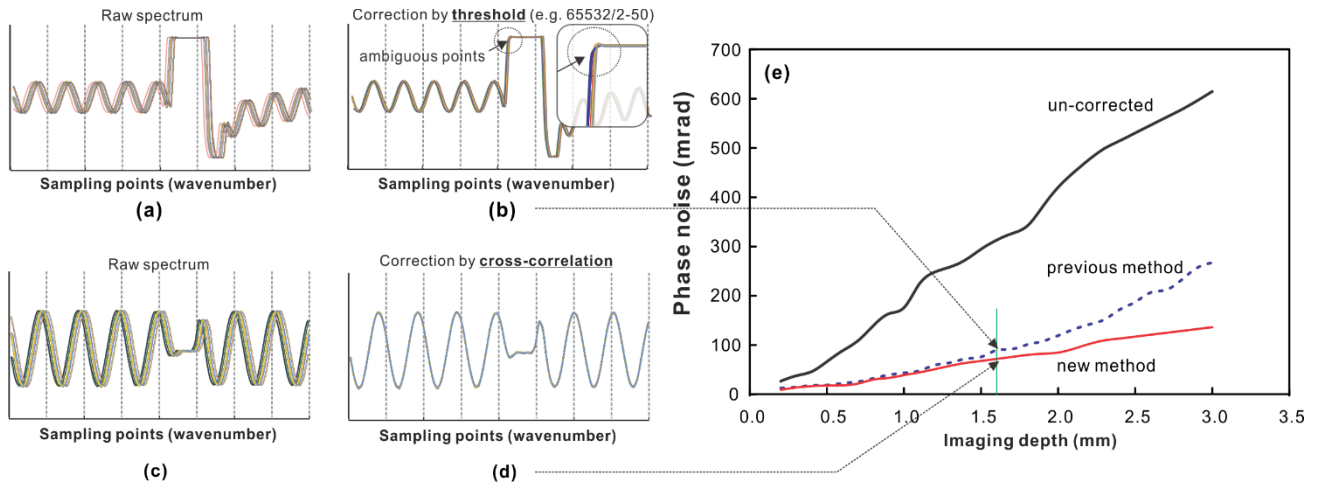 Raw spectrum
Sampling points (wavenumber)
(a)
Correction by threshold (e.g. 65532/2-50)
ambiguous points
Sampling points (wavenumber)
(b)
Raw spectrum
Sampling points (wavenumber)
(c)
Correction by cross-correlation
Sampling points (wavenumber)
(d)
(e)
Phase noise (mrad)
700
600
500
400
300
200
100
0
un-corrected
previous method
new method
0.0 0.5 1.0 1.5 2.0 2.5 3.0 3.5
Imaging depth (mm)